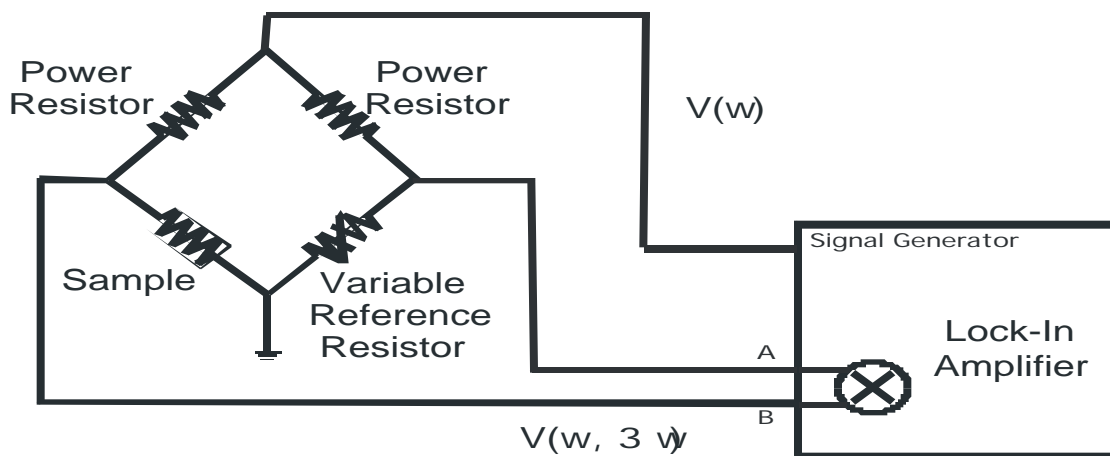 Power
Resistor
Power
Resistor
V(w)
Signal Generator
Sample
Variable
Reference
Resistor
Lock-In
Amplifier
A
B
V(w, 3 w)